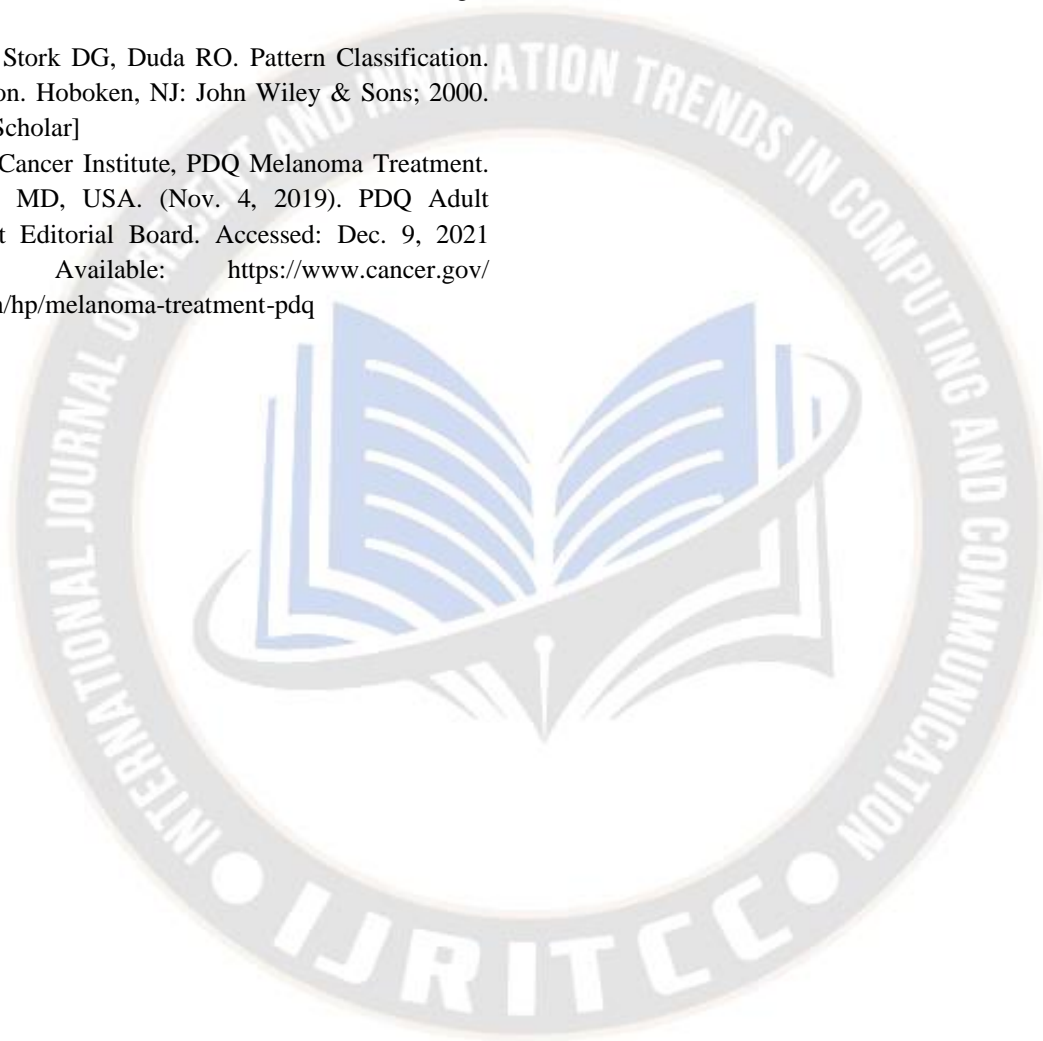 Stork DG, Duda RO. Pattern Classification.
on. Hoboken, NJ: John Wiley & Sons; 2000.
Scholar]
Cancer Institute, PDQ Melanoma Treatment.
MD, USA. (Nov. 4, 2019). PDQ Adult
t Editorial Board. Accessed: Dec. 9, 2021
Available: https://www.cancer.gov/
n/hp/melanoma-treatment-pdq
INTERNATIONAL JOURNAL ON RECENT AND INNOVATION TRENDS IN COMPUTING AND COMMUNICATION
IJRITCC